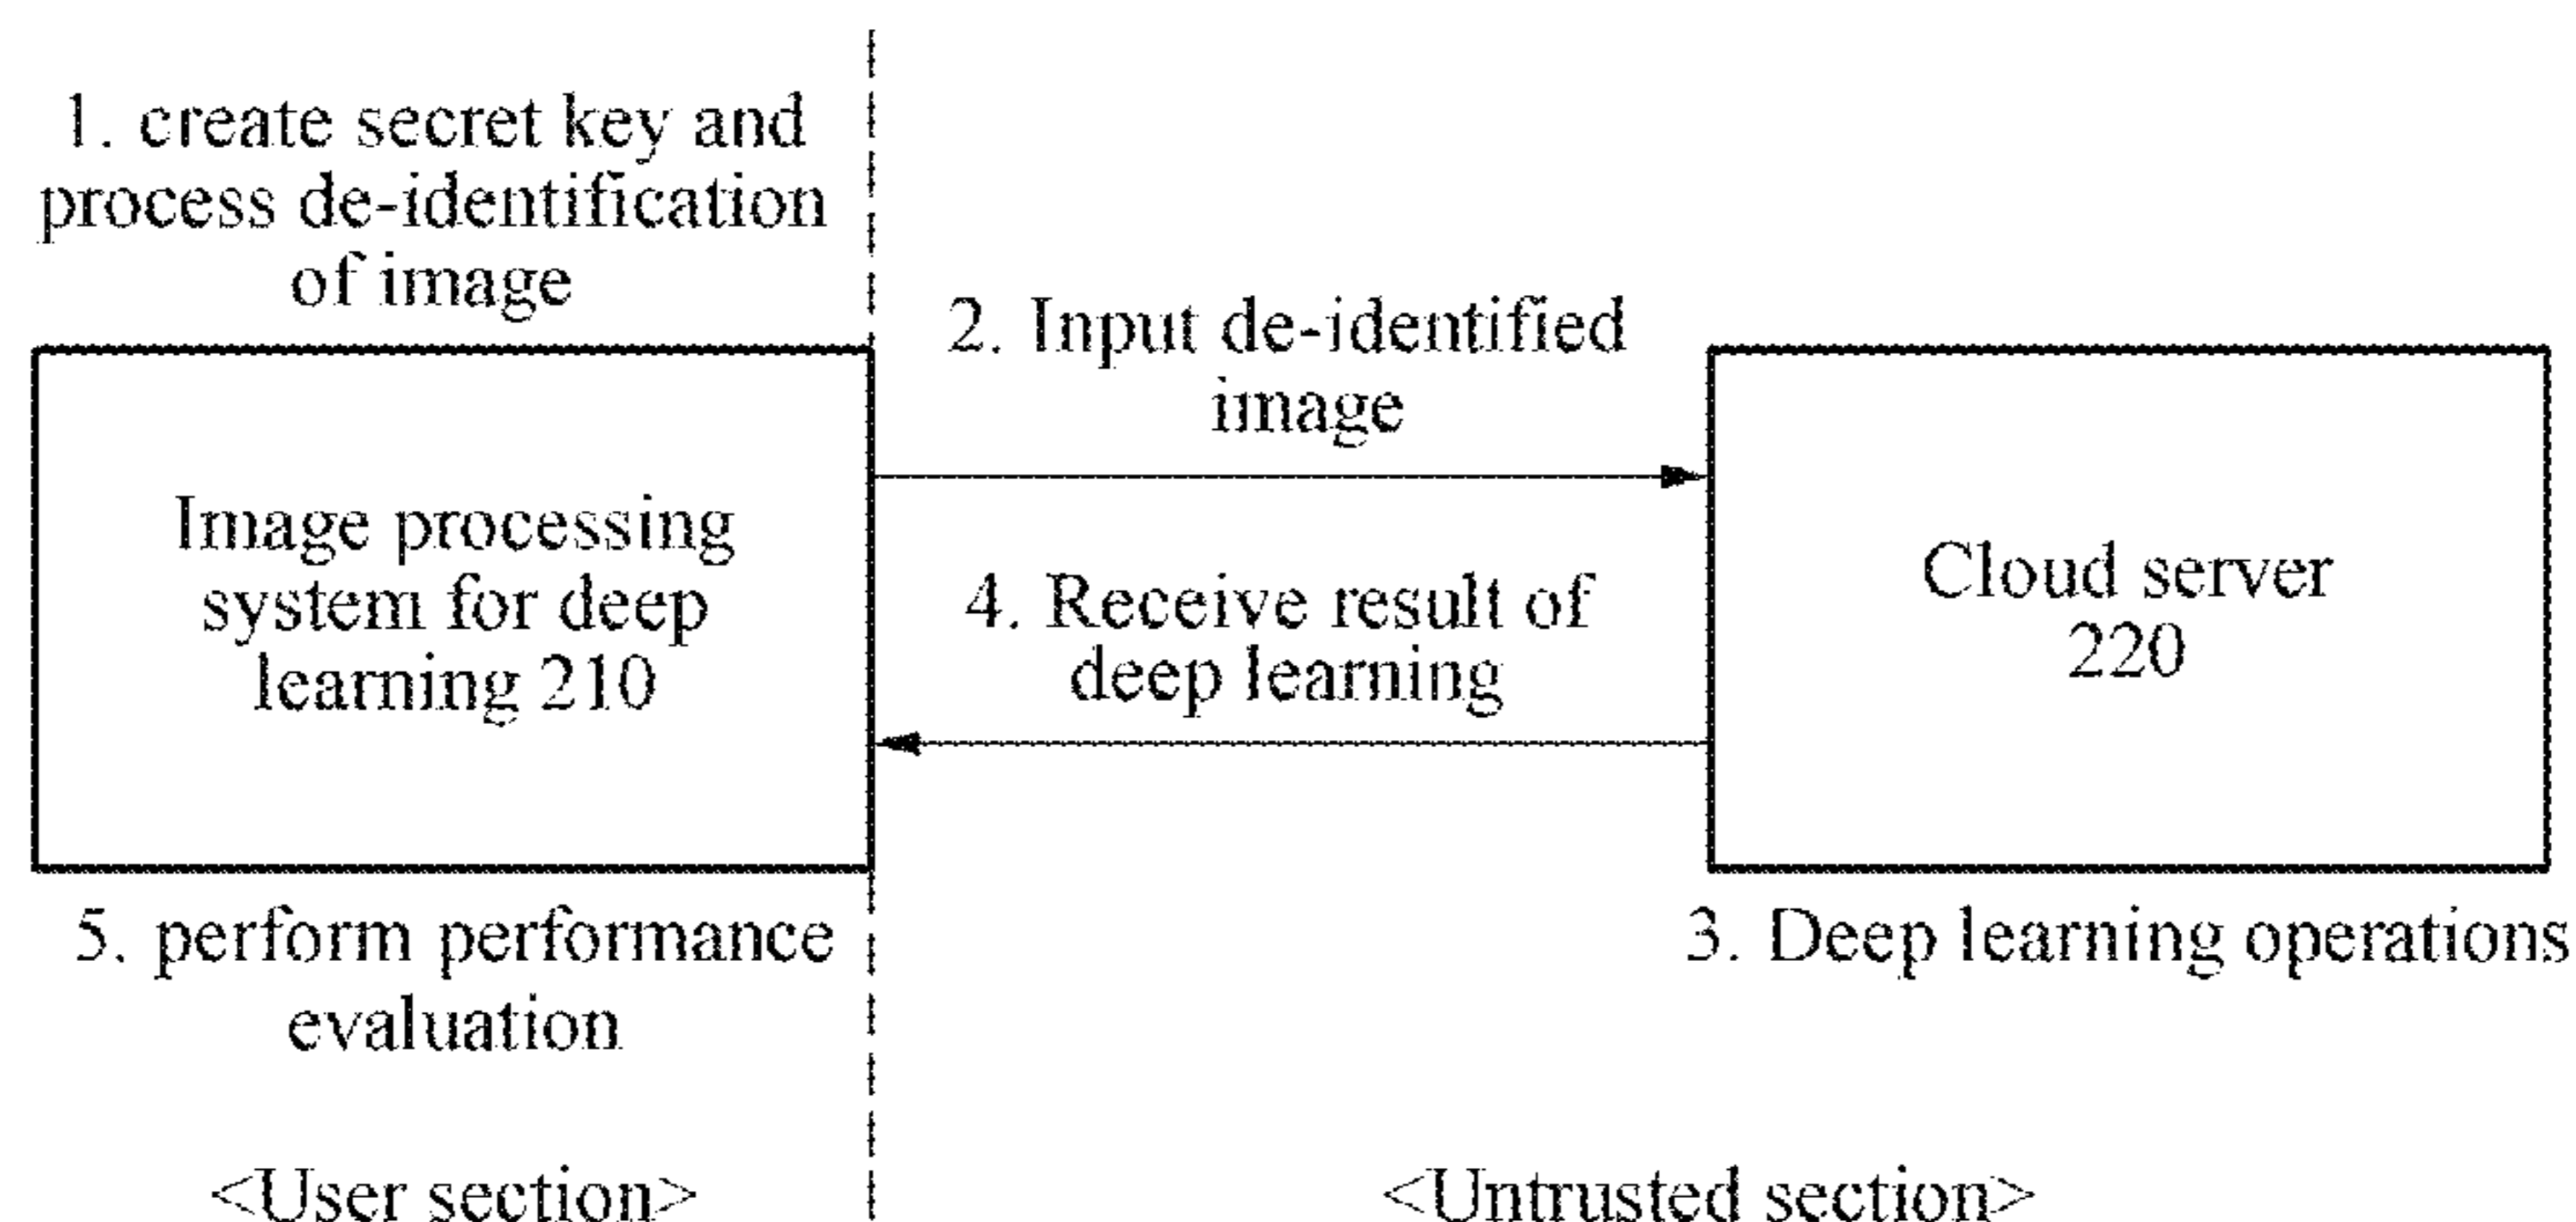 1. create secret key and
process de-identification
of image
2. Input de-identified
image
Image processing
system for deep
learning 210
4. Receive result of
deep learning
Cloud server
220
5. perform performance
evaluation
3. Deep learning operations
<User section>
<Untrusted section>